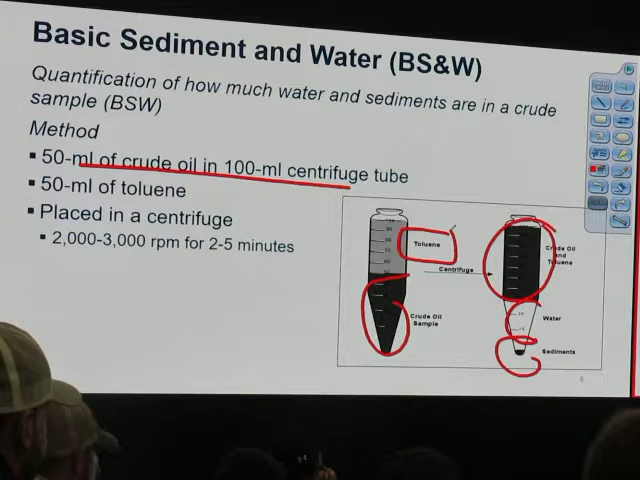 Basic Sediment and Water (BS&W)
Quantification of how much water and sediments are in a crude
sample (BSW)
Method
50-ml of crude oil in 100-ml centrifuge tube
50-ml of toluene
Placed in a centrifuge
2,000-3,000 rpm for 2-5 minutes
Toluene
Centrifuge
Crude Oil
Sample
Crude Oil
and
Toluene
Water
Sediments
6